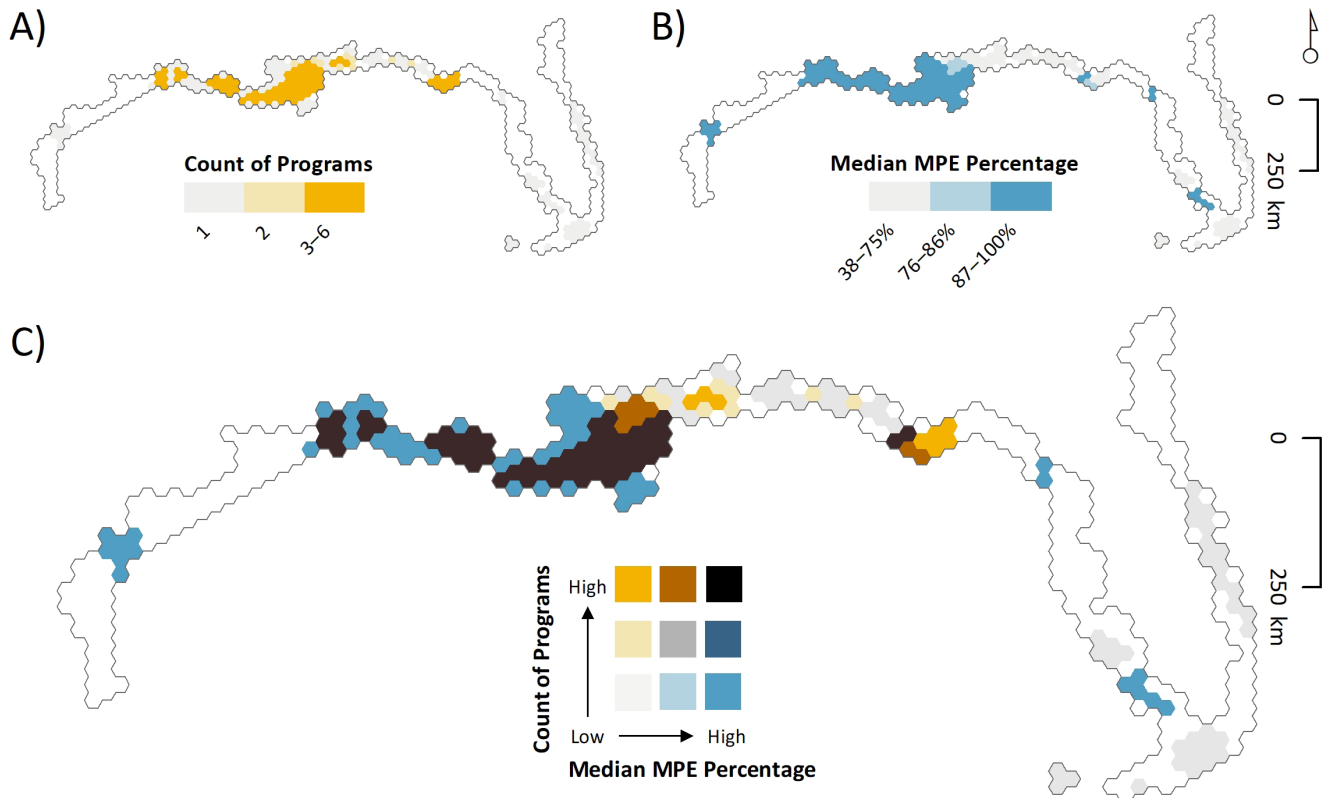 A)
B)
Count of Programs
1
2
3–6
Median MPE Percentage
38–75%
76–86%
87–100%
0
250 km
C)
Count of Programs
High
Low
High
Median MPE Percentage
0
250 km